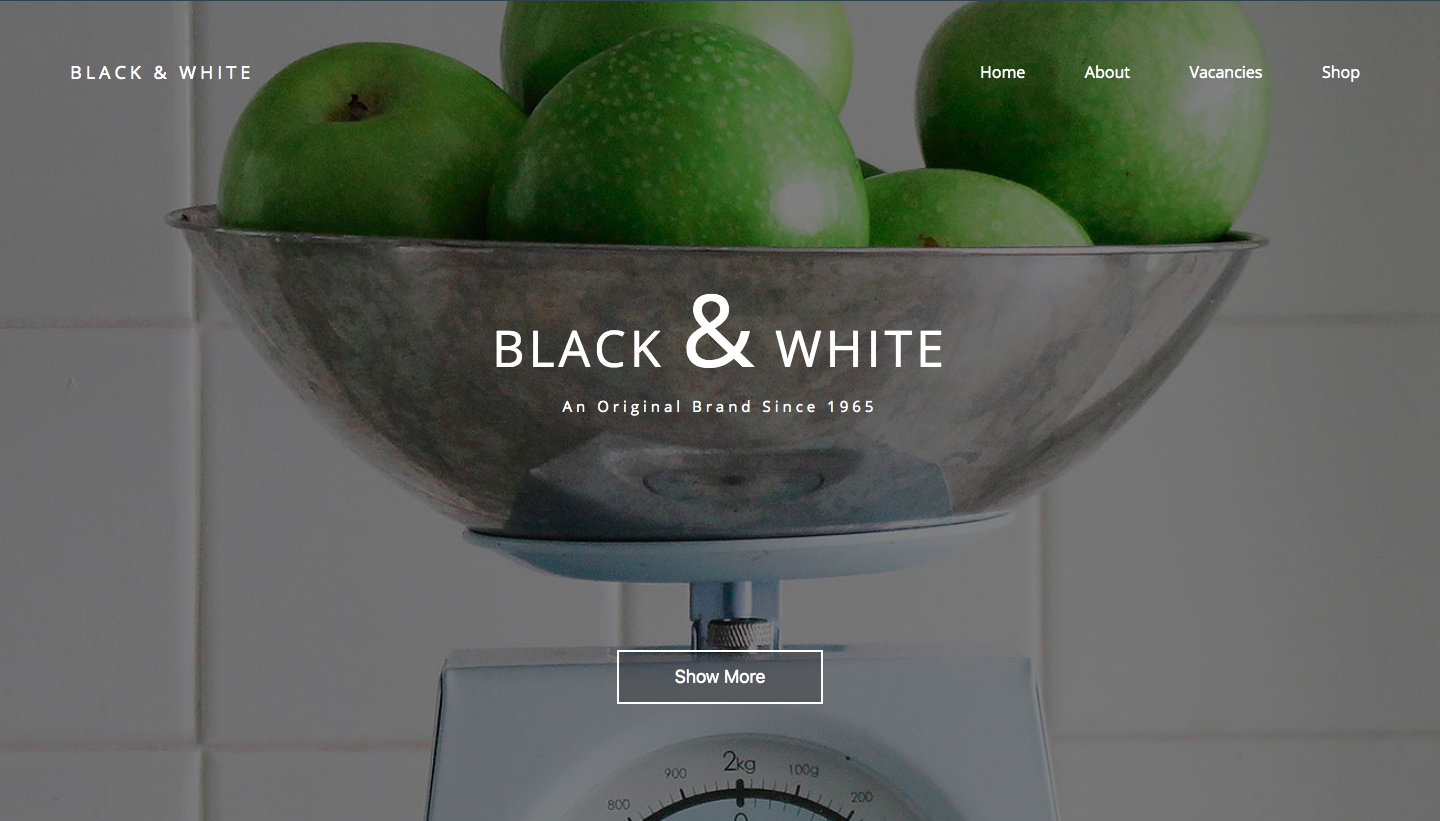 BLACK & WHITE
Home About Vacancies Shop
BLACK & WHITE
An Original Brand Since 1965
Show More
2kg
900 100g
800 200
0